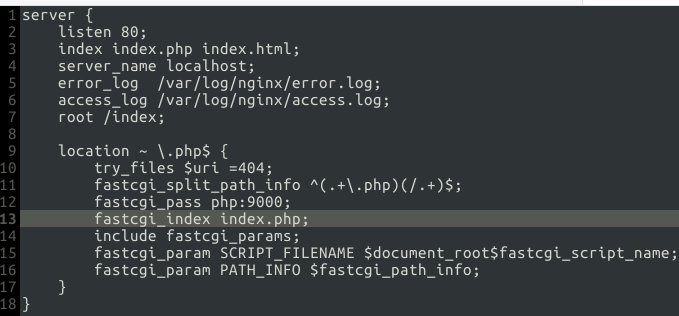 1 server {
2     listen 80;
3     index index.php index.html;
4     server_name localhost;
5     error_log  /var/log/nginx/error.log;
6     access_log /var/log/nginx/access.log;
7     root /index;
8
9     location ~ \.php$ {
10         try_files $uri =404;
11         fastcgi_split_path_info ^(.+\.php)(/.+)$;
12         fastcgi_pass php:9000;
13         fastcgi_index index.php;
14         include fastcgi_params;
15         fastcgi_param SCRIPT_FILENAME $document_root$fastcgi_script_name;
16         fastcgi_param PATH_INFO $fastcgi_path_info;
17     }
18 }